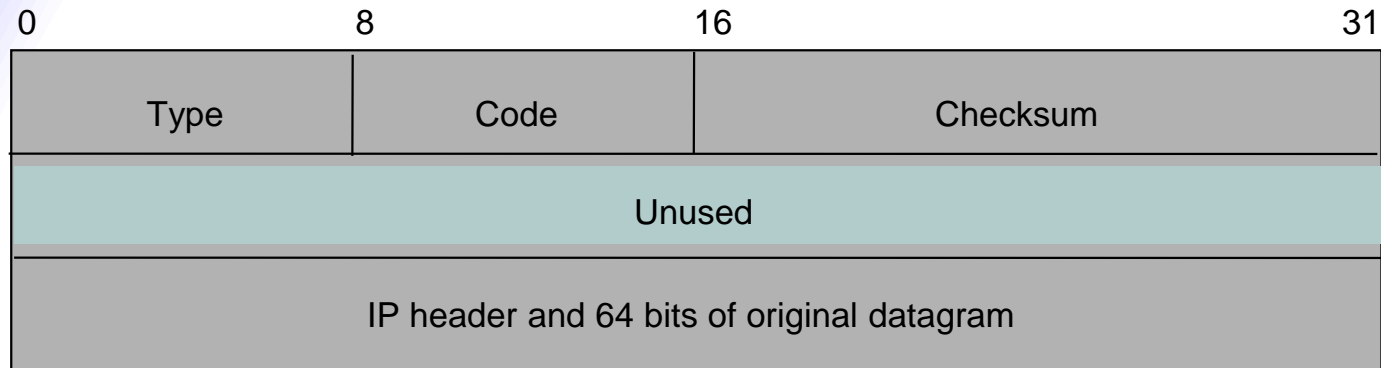 0 8 16 31
Type Code Checksum
Unused
IP header and 64 bits of original datagram